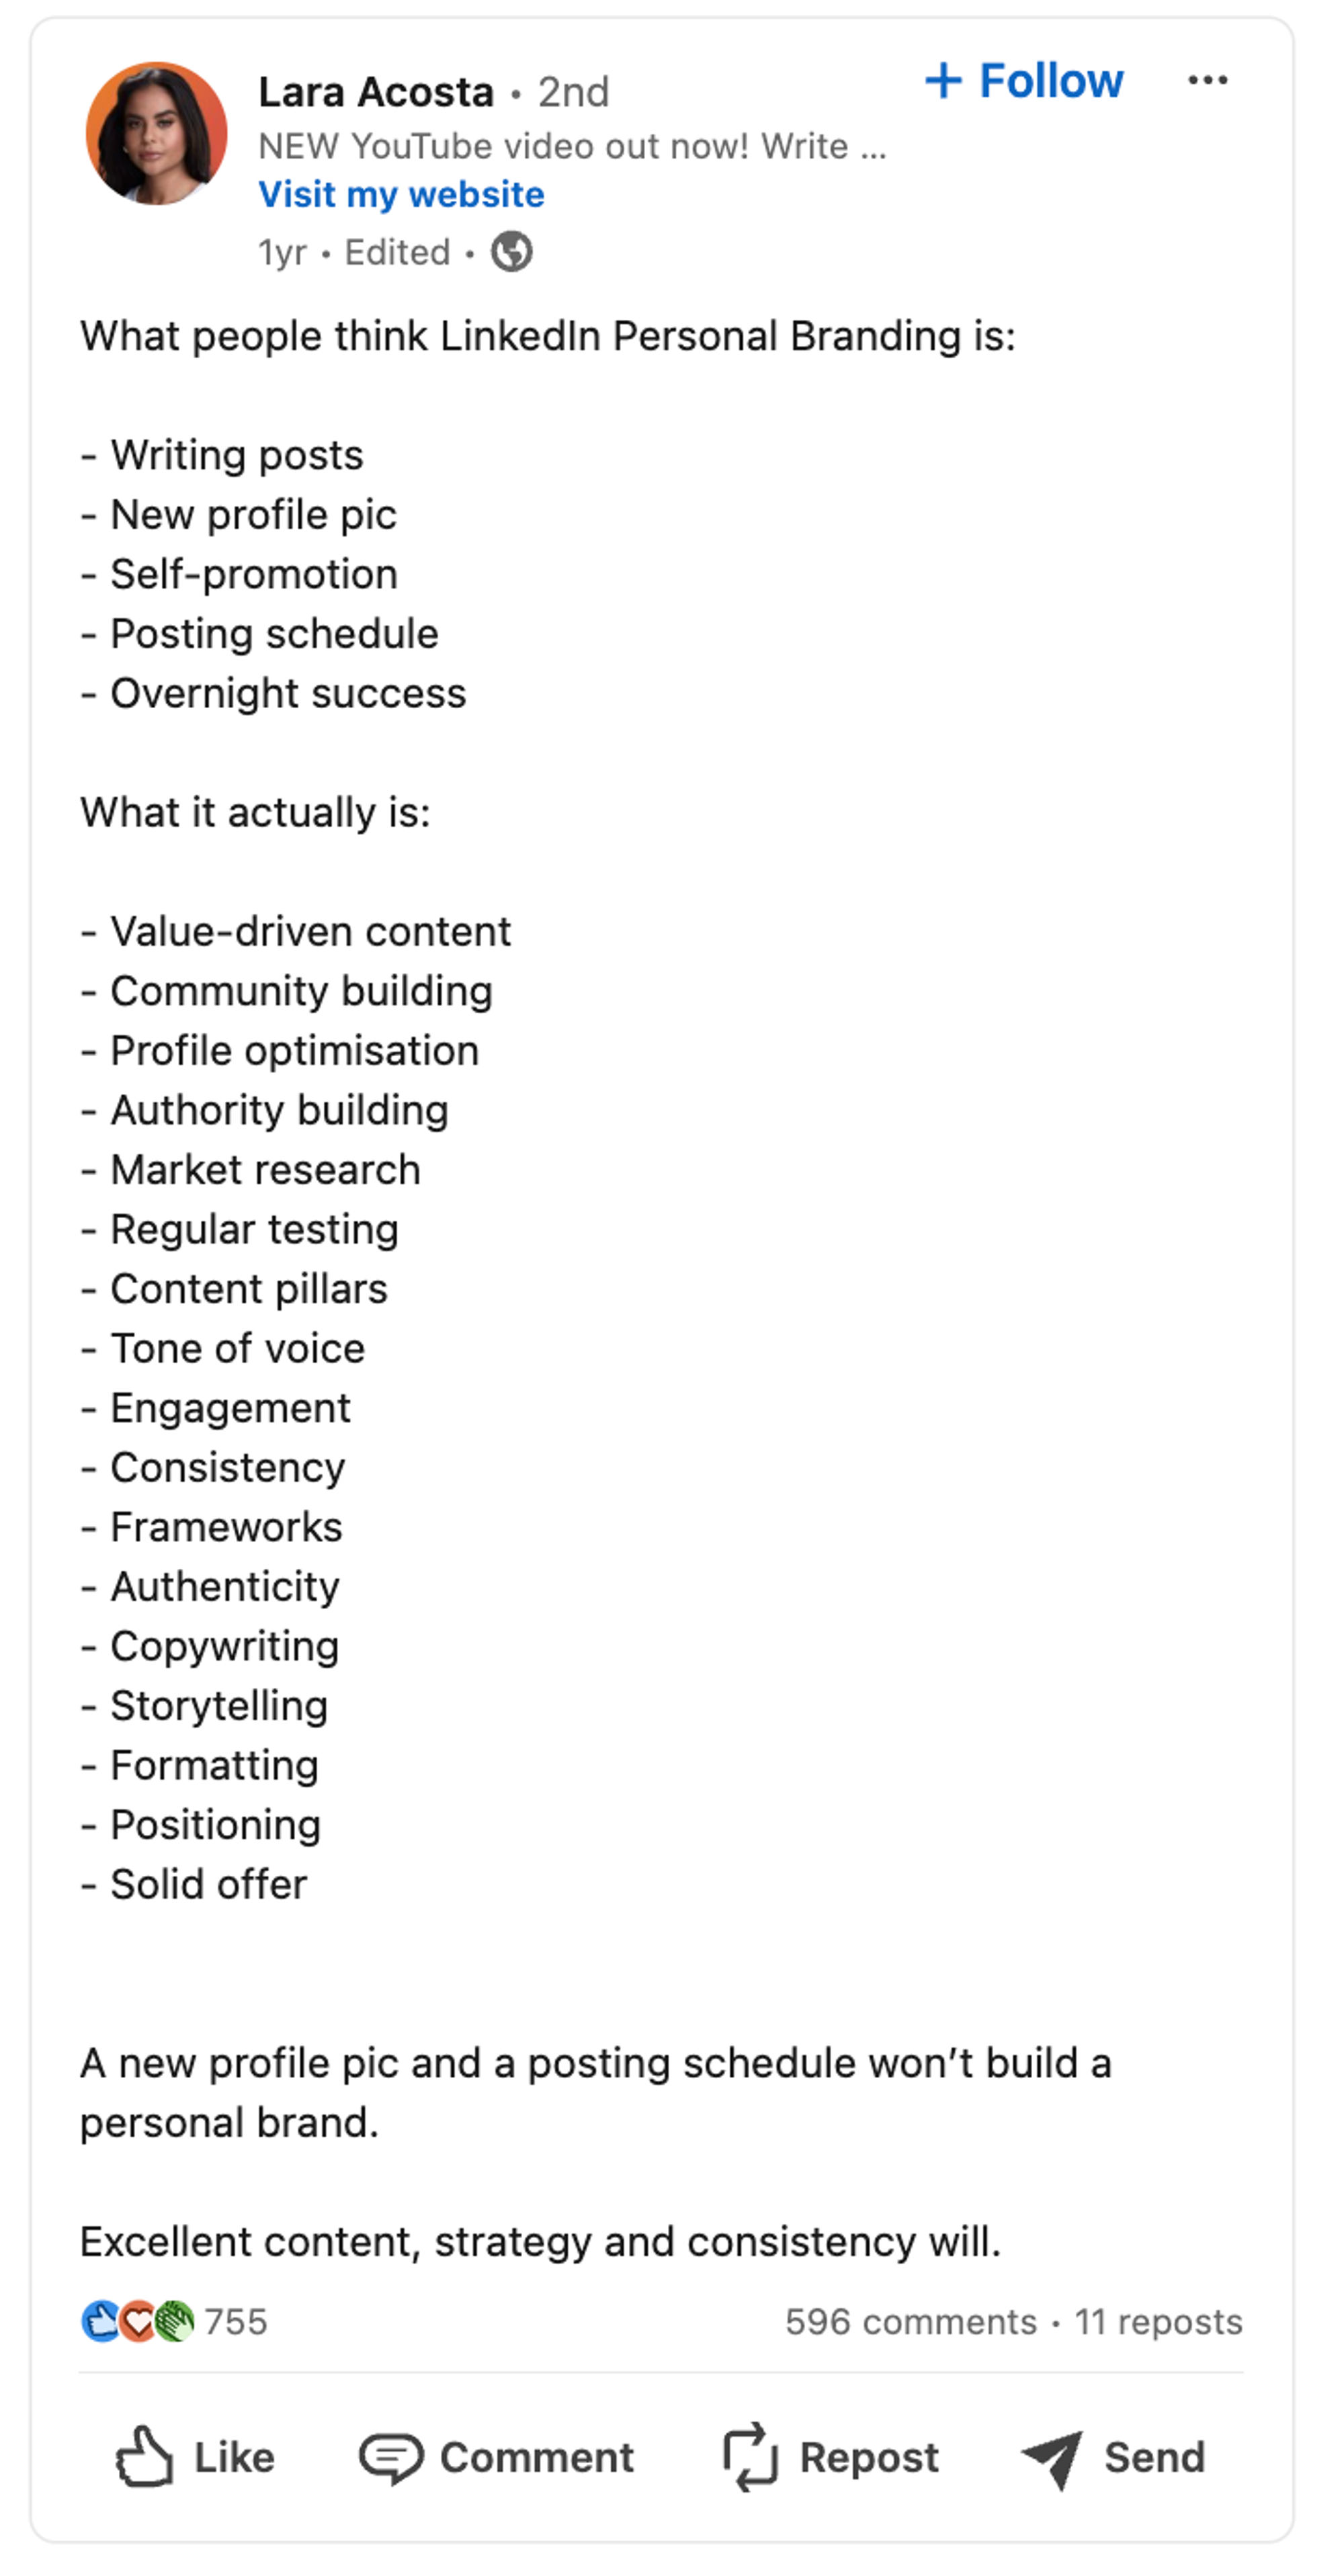 Lara Acosta • 2nd
+ Follow
...
NEW YouTube video out now! Write ...
Visit my website
1yr • Edited •
What people think LinkedIn Personal Branding is:
- Writing posts
- New profile pic
- Self-promotion
- Posting schedule
- Overnight success
What it actually is:
- Value-driven content
- Community building
- Profile optimisation
- Authority building
- Market research
- Regular testing
- Content pillars
- Tone of voice
- Engagement
- Consistency
- Frameworks
- Authenticity
- Copywriting
- Storytelling
- Formatting
- Positioning
- Solid offer
A new profile pic and a posting schedule won’t build a
personal brand.
Excellent content, strategy and consistency will.
755
596 comments • 11 reposts
Like
Comment
Repost
Send